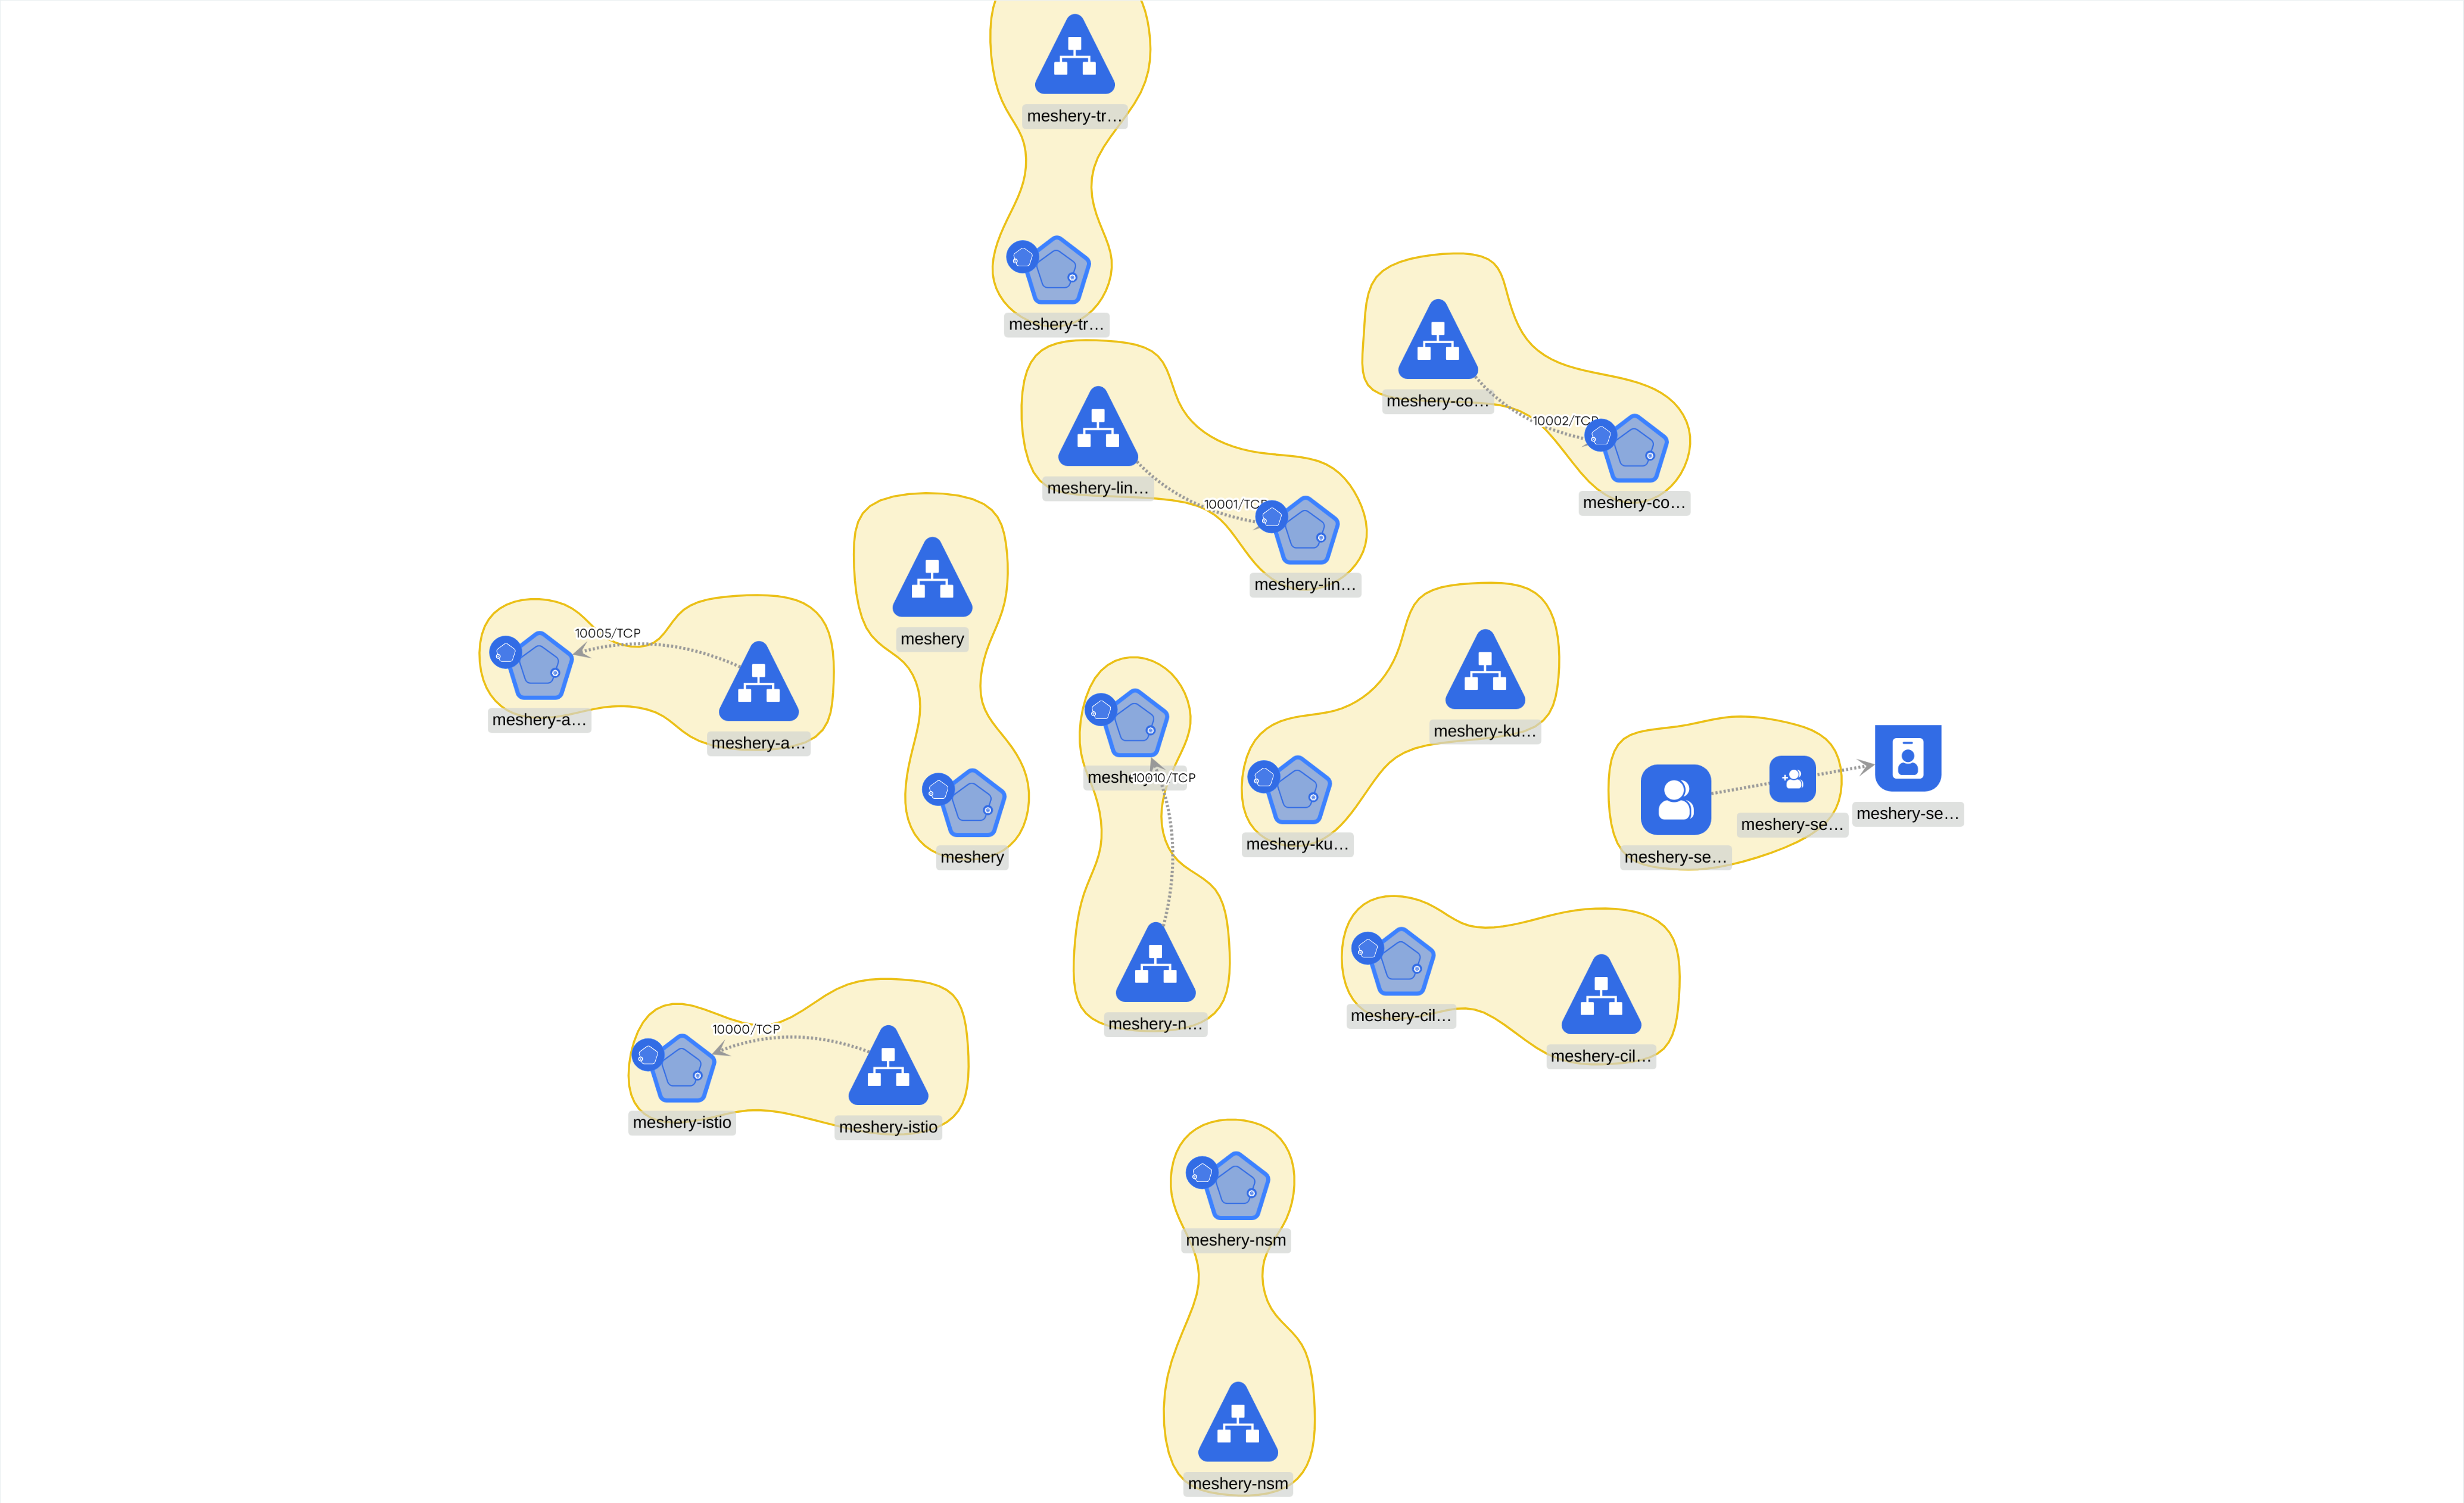 meshery-tr…
meshery-tr…
meshery-co…
10002/TCP
meshery-co…
meshery-lin…
10001/TCP
meshery-lin…
meshery
meshery
10005/TCP
meshery-a…
meshery-a…
10010/TCP
meshery-n…
meshery-ku…
meshery-ku…
meshery-se…
meshery-se…
meshery-se…
meshery-cil…
meshery-cil…
10000/TCP
meshery-istio
meshery-istio
meshery-nsm
meshery-nsm